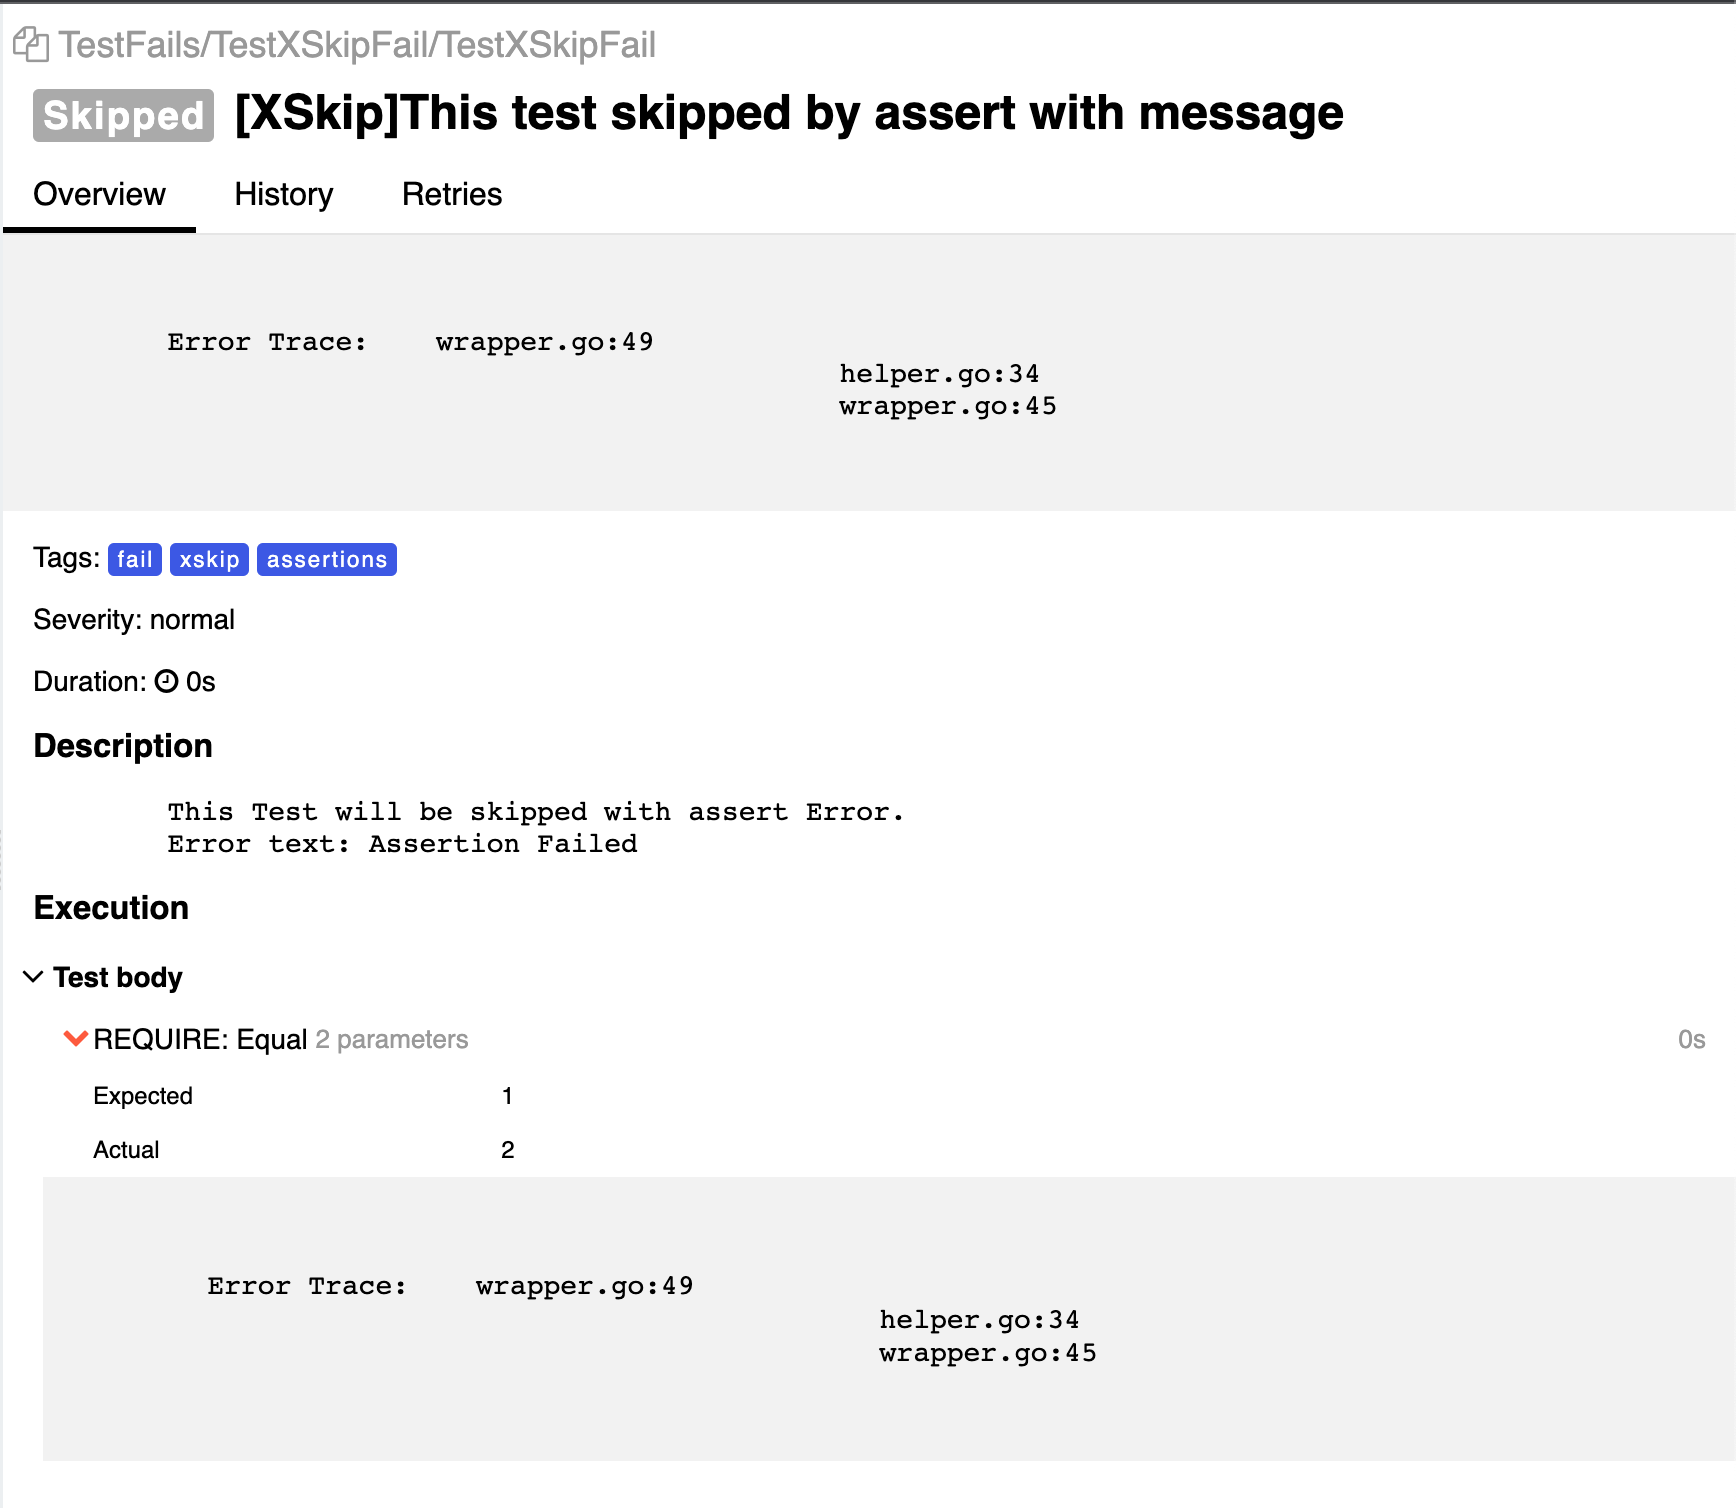 TestFails/TestXSkipFail/TestXSkipFail
Skipped [XSkip]This test skipped by assert with message
Overview History Retries
Error Trace: wrapper.go:49
helper.go:34
wrapper.go:45
Tags: fail xskip assertions
Severity: normal
Duration: 0s
Description
This Test will be skipped with assert Error.
Error text: Assertion Failed
Execution
Test body
REQUIRE: Equal 2 parameters 0s
Expected 1
Actual 2
Error Trace: wrapper.go:49
helper.go:34
wrapper.go:45